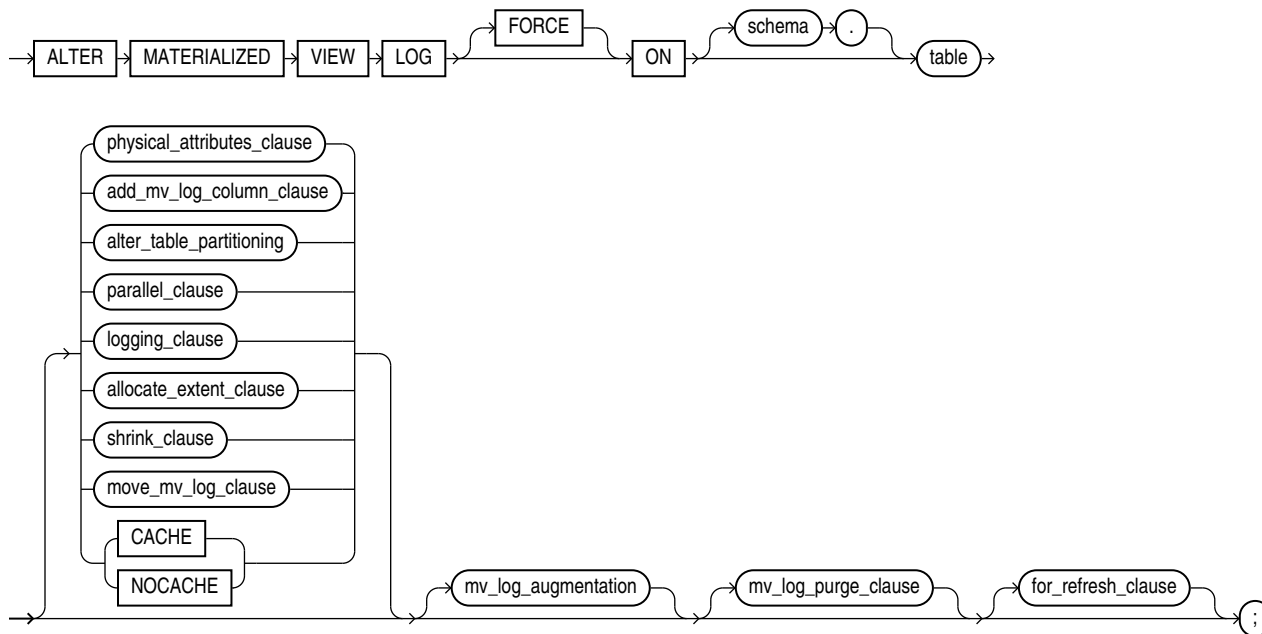 FORCE
schema .
ALTER MATERIALIZED VIEW LOG ON table
physical_attributes_clause
add_mv_log_column_clause
alter_table_partitioning
parallel_clause
logging_clause
allocate_extent_clause
shrink_clause
move_mv_log_clause
CACHE
NOCACHE
mv_log_augmentation mv_log_purge_clause for_refresh_clause
;